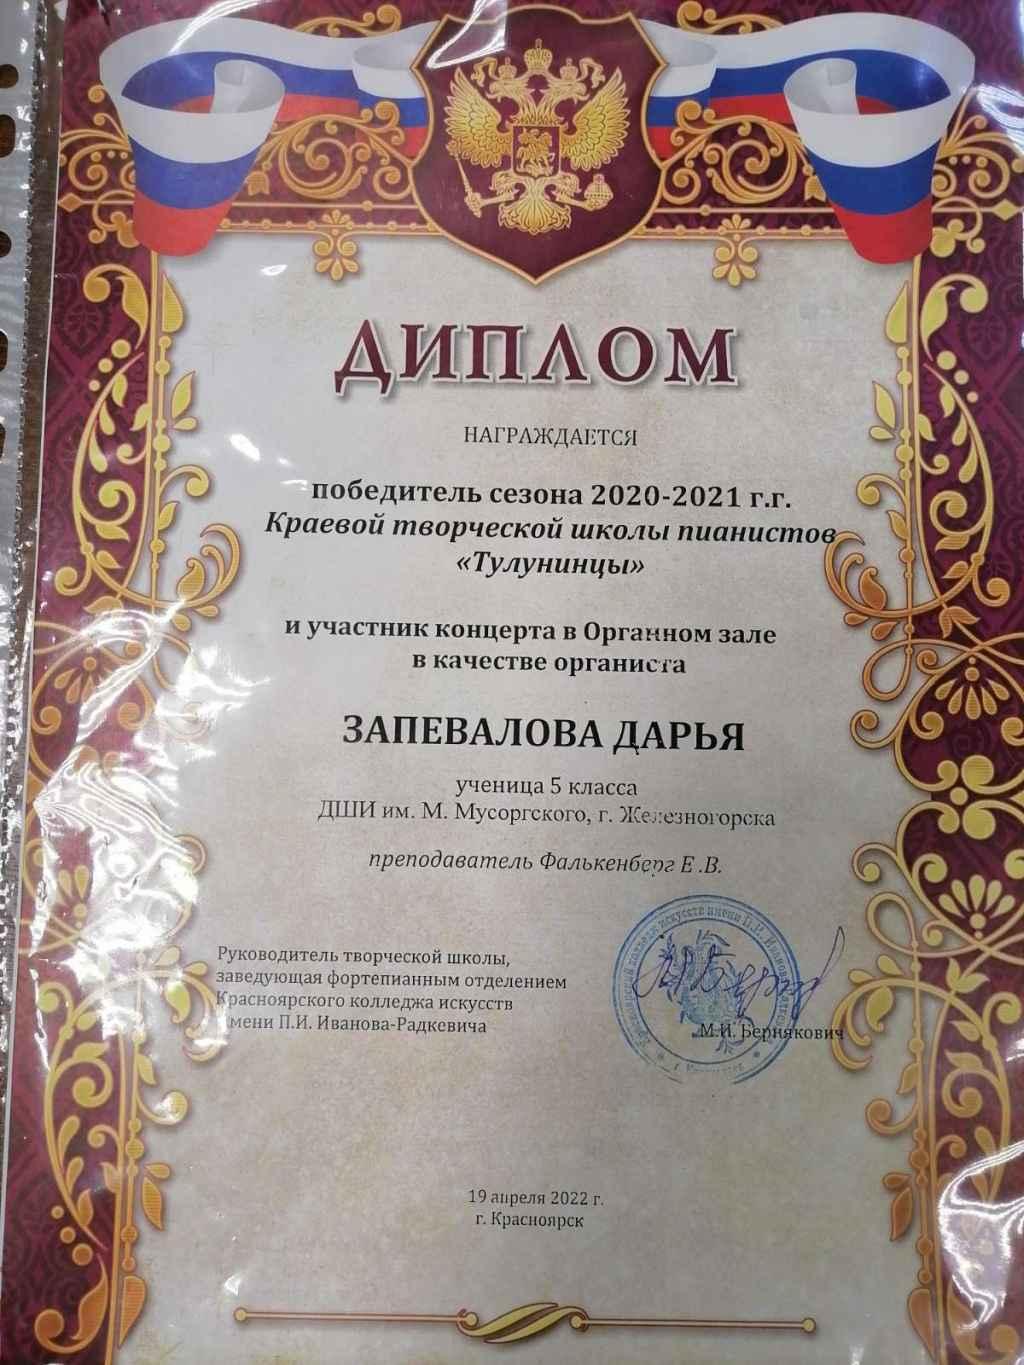 ДИПЛОМ
НАГРАЖДАЕТСЯ
победитель сезона 2020-2021 г.г.
Краевой творческой школы пианистов
«Тулунинцы»
и участник концерта в Органном зале
в качестве органиста
ЗАПЕВАЛОВА ДАРЬЯ
ученица 5 класса
ДШИ им. М. Мусоргского, г. Железногорска
преподаватель Фалькенберг Е .В.
Руководитель творческой школы,
заведующая фортепианным отделением
Красноярского колледжа искусств
имени П.И. Иванова-Радкевича
М.И. Бернякович
19 апреля 2022 г.
г. Красноярск